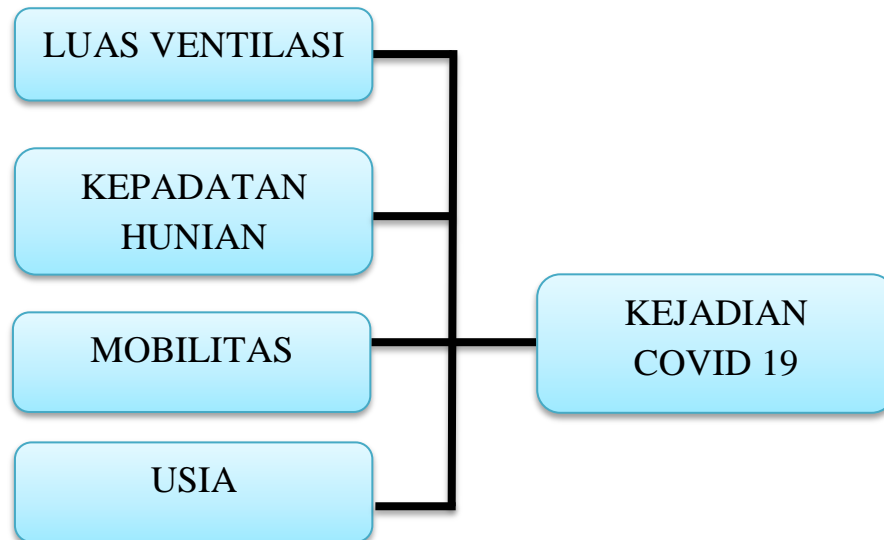 LUAS VENTILASI
KEPADATAN
HUNIAN
MOBILITAS
USIA
KEJADIAN
COVID 19